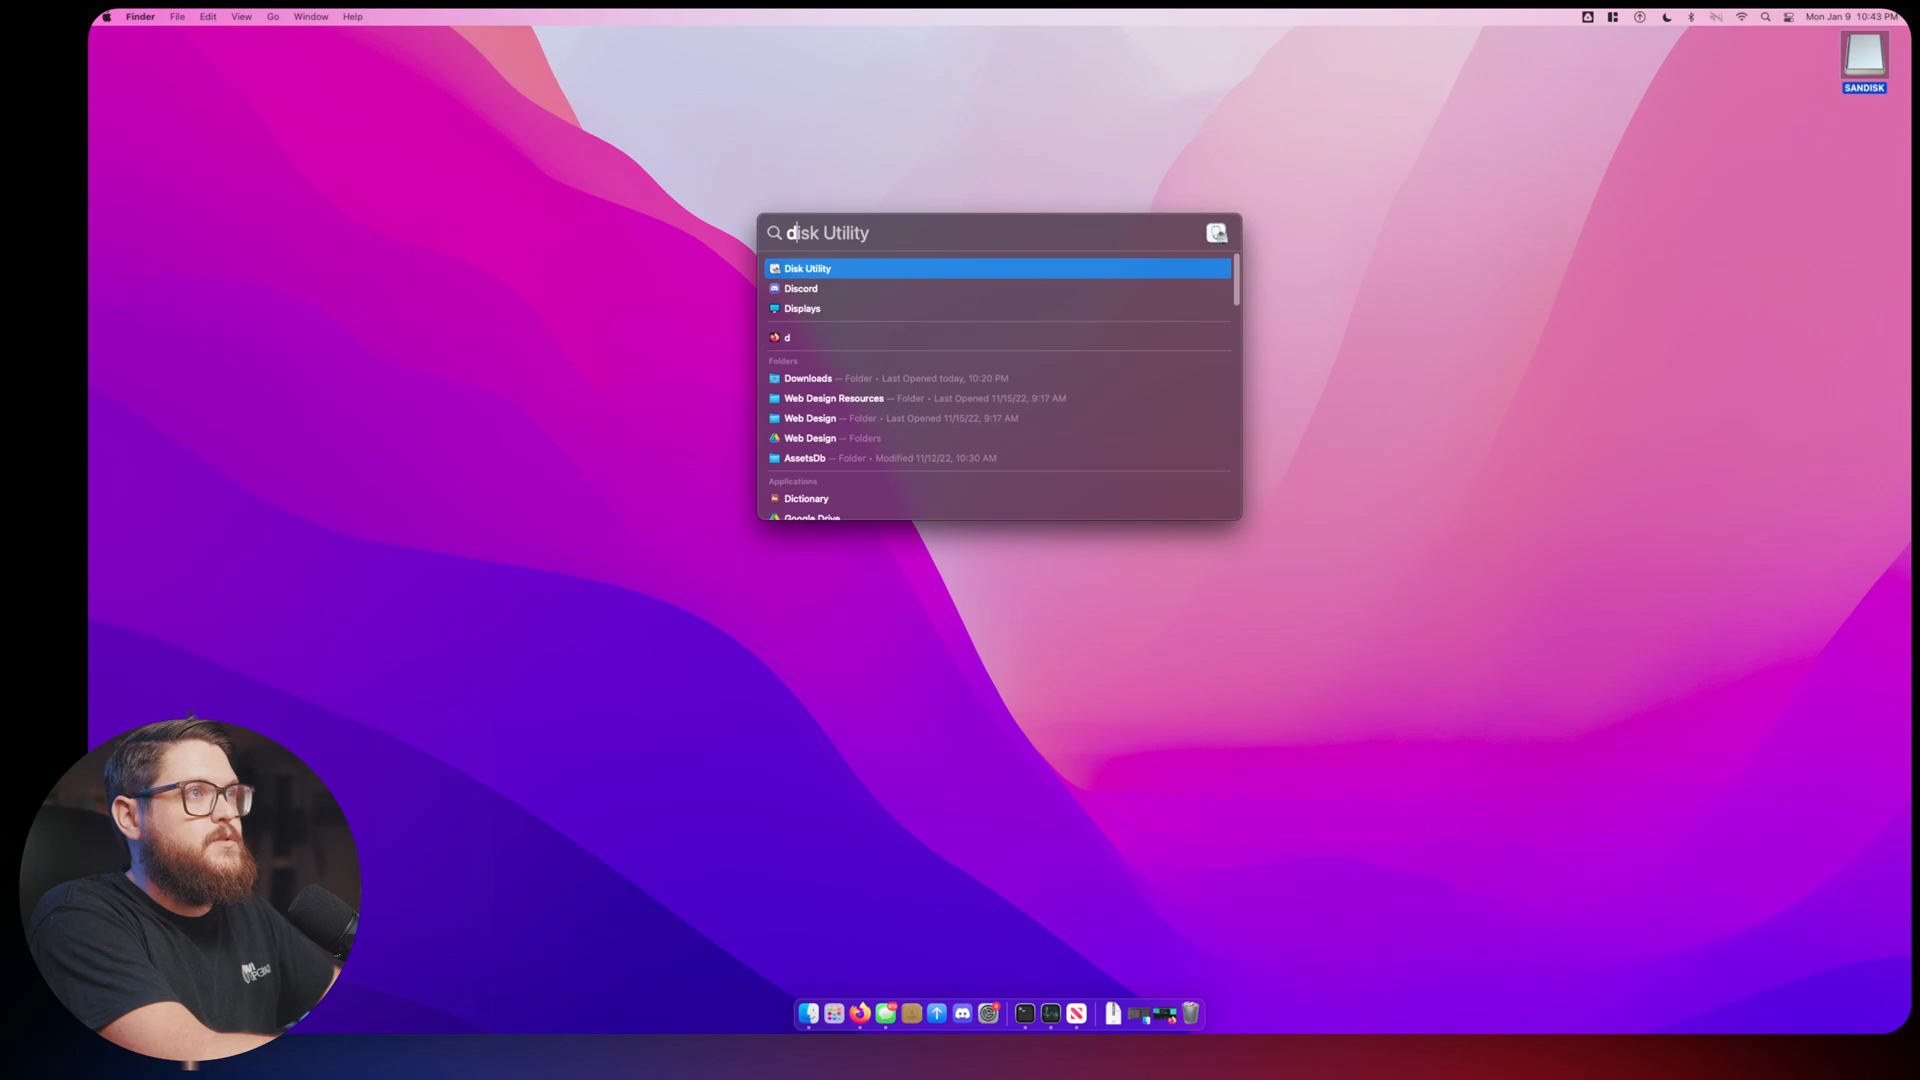 Finder File Edit View Go Window Help
Mon Jan 9 10:43 PM
SANDISK
disk Utility
Disk Utility
Discord
Displays
d
Folders
Downloads — Folder • Last Opened today, 10:20 PM
Web Design Resources — Folder • Last Opened 11/15/22, 9:17 AM
Web Design — Folder • Last Opened 11/15/22, 9:17 AM
Web Design — Folders
AssetsDb — Folder • Modified 11/12/22, 10:30 AM
Applications
Dictionary
Google Drive